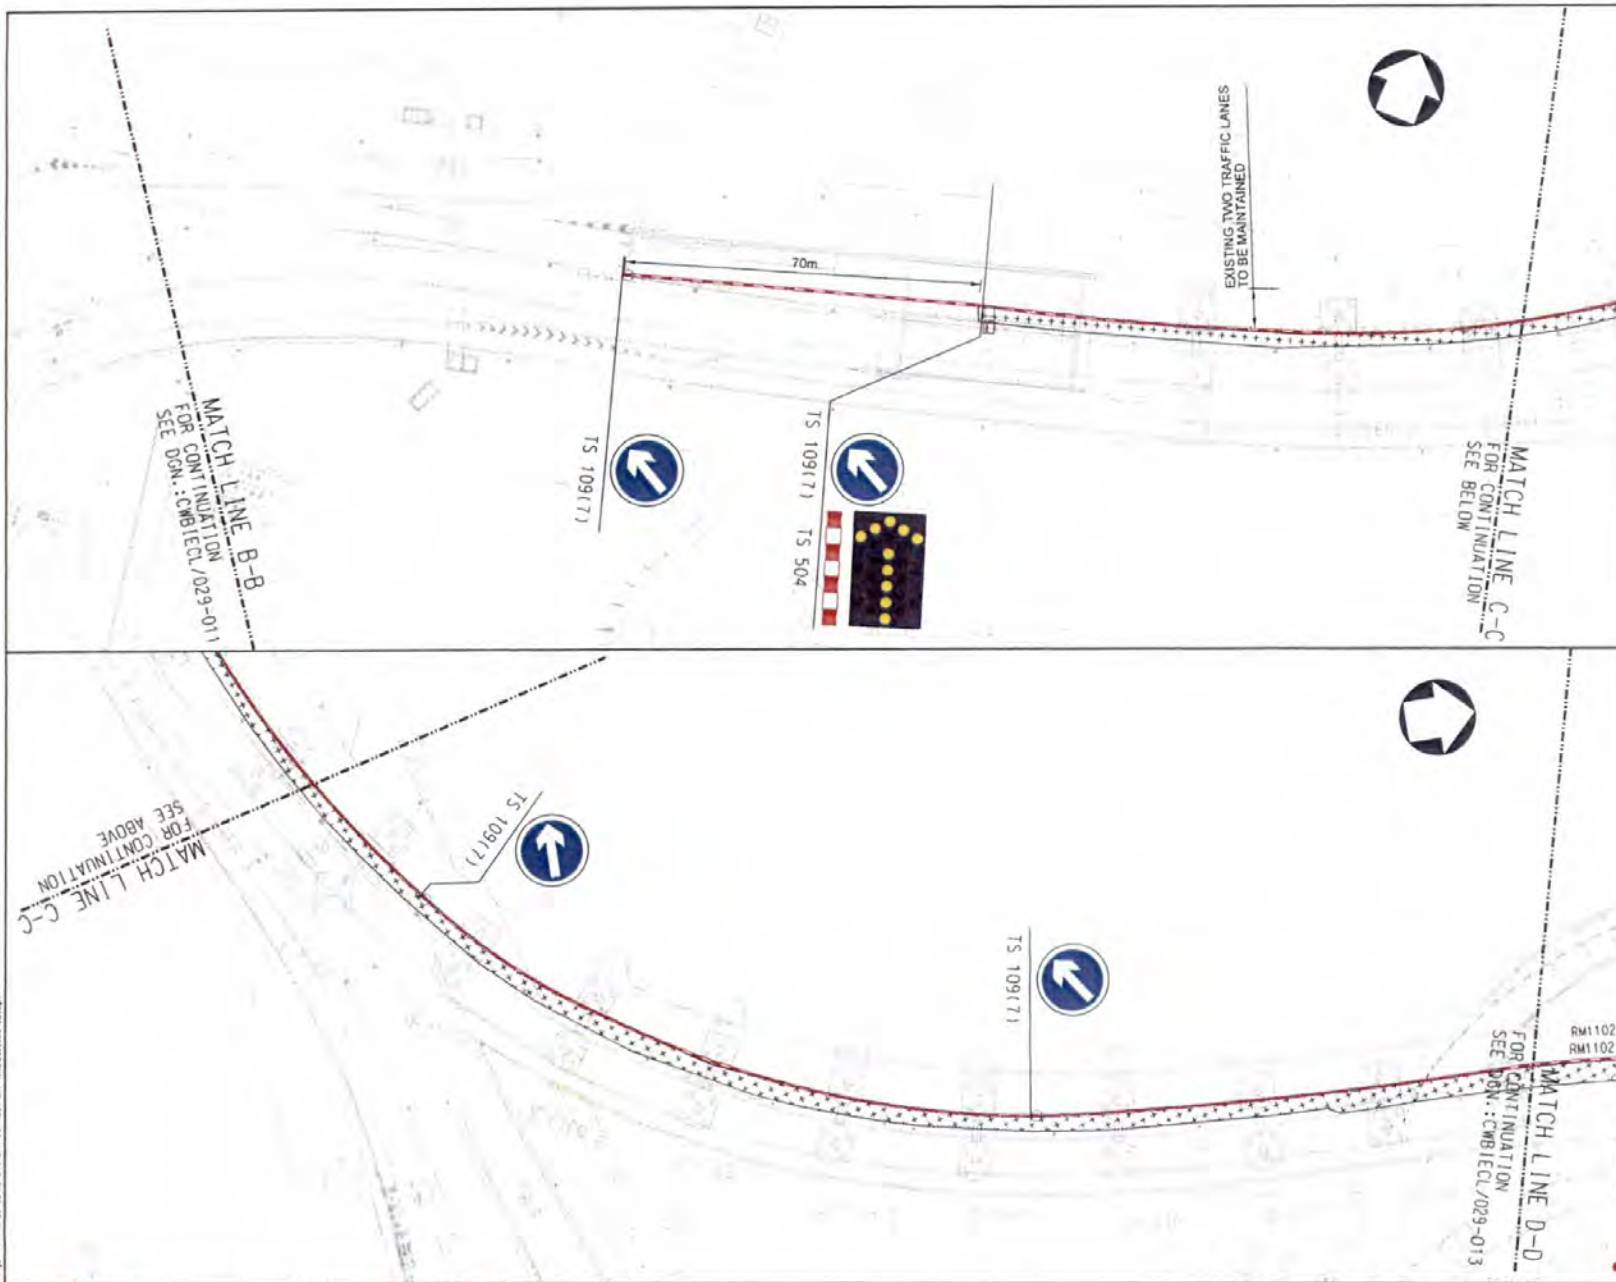 EXISTING TWO TRAFFIC LANES
TO BE MAINTAINED
70m.
TS 109(7)
TS 109(7) TS 504
MATCH LINE B-B
FOR CONTINUATION
SEE DGN.:CWBIECL/029-011
MATCH LINE C-C
FOR CONTINUATION
SEE BELOW
MATCH LINE C-C
FOR CONTINUATION
SEE ABOVE
TS 109(7)
TS 109(7)
RM1102
RM1102
MATCH LINE D-D
FOR CONTINUATION
SEE DGN.:CWBIECL/029-013